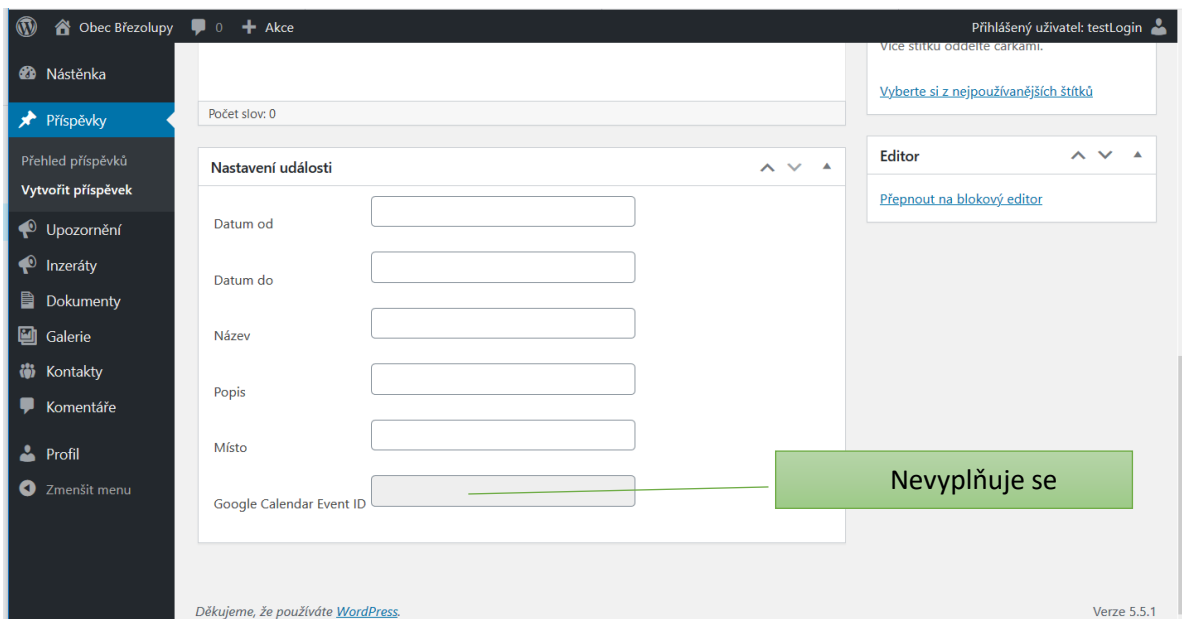 Obec Březolupy 0 Akce Přihlášený uživatel: testLogin
Nástěnka
Příspěvky
Přehled příspěvků
Vytvořit příspěvek
Upozornění
Inzeráty
Dokumenty
Galerie
Kontakty
Komentáře
Profil
Zmenšit menu
Počet slov: 0
Nastavení události
Datum od
Datum do
Název
Popis
Místo
Google Calendar Event ID
Nevyplňuje se
Více štítků oddělte čárkami.
Vyberte si z nejpoužívanějších štítků
Editor
Přepnout na blokový editor
Děkujeme, že používáte WordPress.
Verze 5.5.1